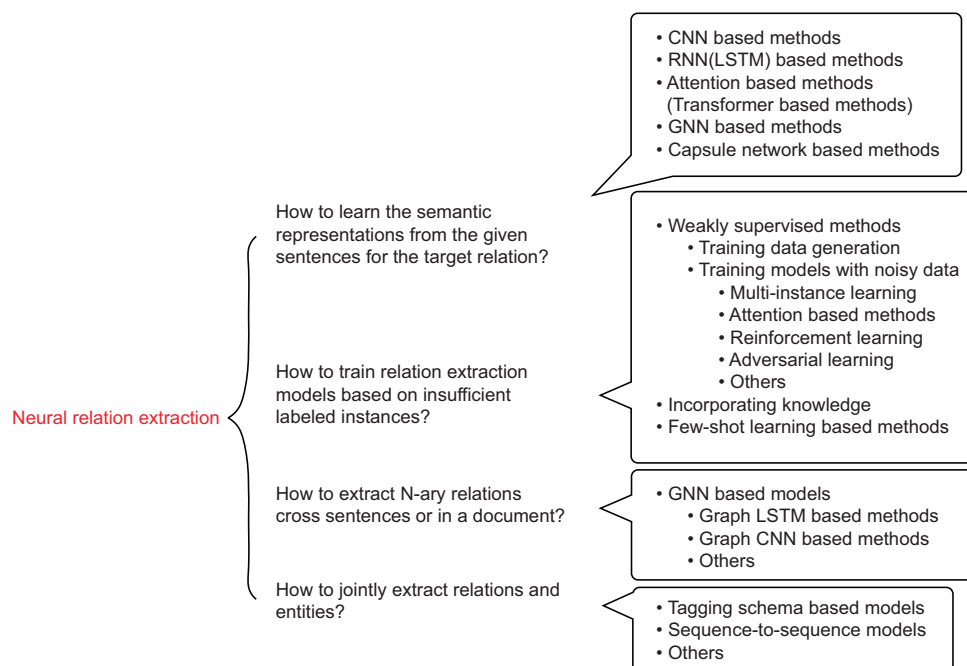 Neural relation extraction
How to learn the semantic
representations from the given
sentences for the target relation?
• CNN based methods
• RNN(LSTM) based methods
• Attention based methods
(Transformer based methods)
• GNN based methods
• Capsule network based methods
How to train relation extraction
models based on insufficient
labeled instances?
• Weakly supervised methods
• Training data generation
• Training models with noisy data
• Multi-instance learning
• Attention based methods
• Reinforcement learning
• Adversarial learning
• Others
• Incorporating knowledge
• Few-shot learning based methods
How to extract N-ary relations
cross sentences or in a document?
• GNN based models
• Graph LSTM based methods
• Graph CNN based methods
• Others
How to jointly extract relations and
entities?
• Tagging schema based models
• Sequence-to-sequence models
• Others